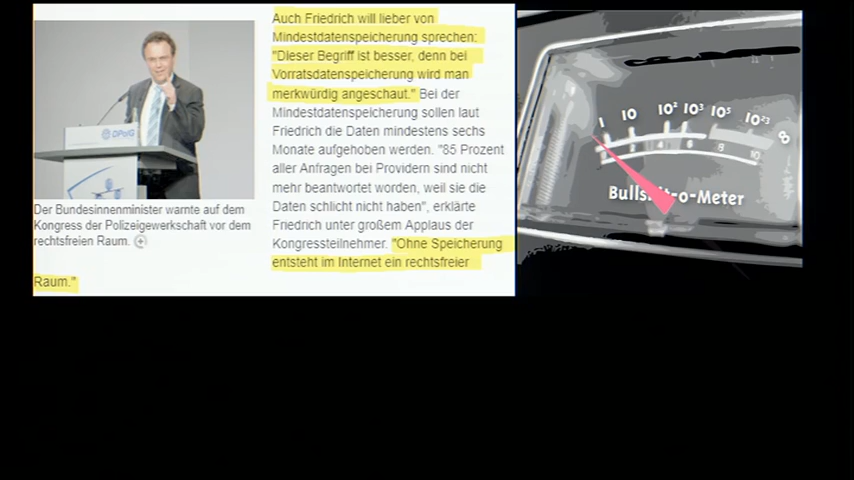 Auch Friedrich will lieber von
Mindestdatenspeicherung sprechen:
"Dieser Begriff ist besser, denn bei
Vorratsdatenspeicherung wird man
merkwürdig angeschaut." Bei der
Mindestdatenspeicherung sollen laut
Friedrich die Daten mindestens sechs
Monate aufgehoben werden. "85 Prozent
aller Anfragen bei Providern sind nicht
mehr beantwortet worden, weil sie die
Daten schlicht nicht haben", erklärte
Friedrich unter großem Applaus der
Kongressteilnehmer. "Ohne Speicherung
entsteht im Internet ein rechtsfreier
Raum."
DPolG
Der Bundesinnenminister warnte auf dem
Kongress der Polizeigewerkschaft vor dem
rechtsfreien Raum.
1 10 10² 10³ 10⁵ 10²³ 8
2 4 6 8 10